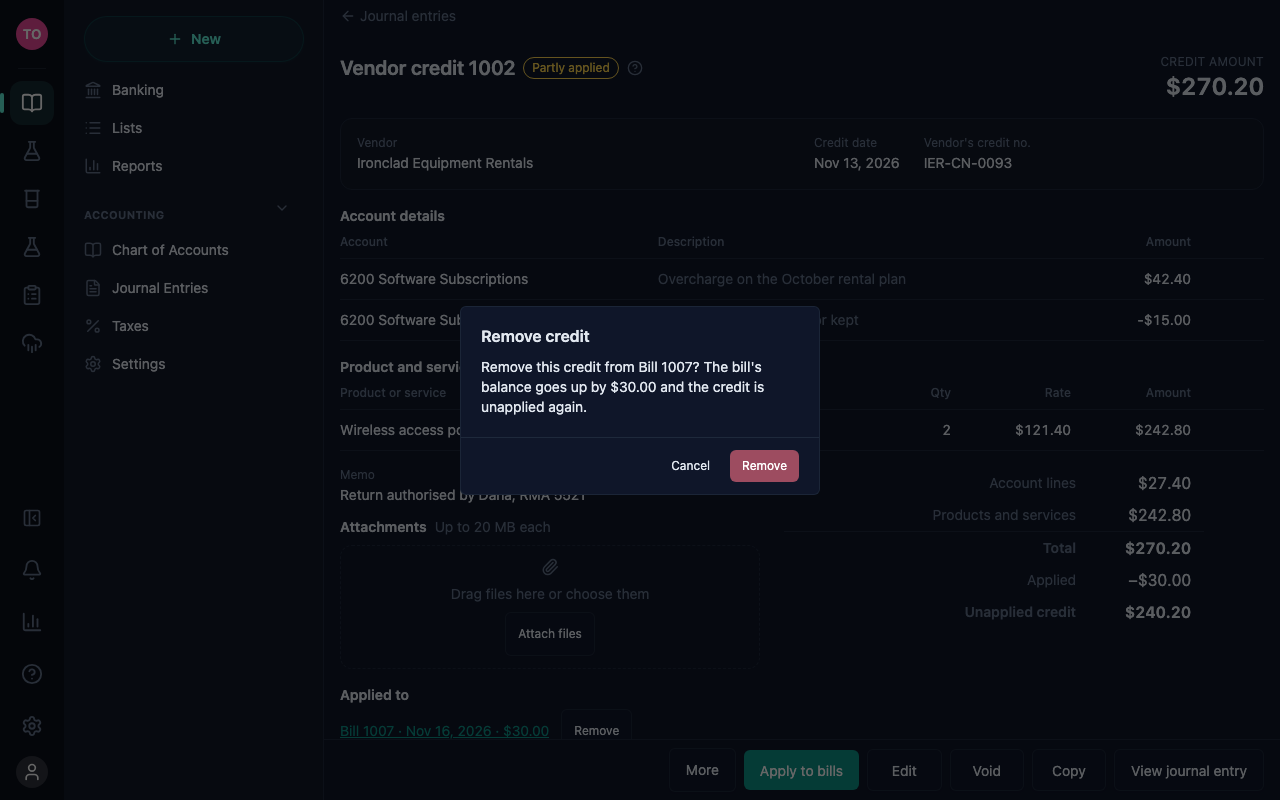 TO
+ New
Banking
Lists
Reports
ACCOUNTING
Chart of Accounts
Journal Entries
Taxes
Settings
← Journal entries
Vendor credit 1002
Partly applied
CREDIT AMOUNT
$270.20
Vendor
Ironclad Equipment Rentals
Credit date
Nov 13, 2026
Vendor's credit no.
IER-CN-0093
Account details
Account Description Amount
6200 Software Subscriptions Overcharge on the October rental plan $42.40
6200 Software Sub r kept -$15.00
Remove credit
Remove this credit from Bill 1007? The bill's
balance goes up by $30.00 and the credit is
unapplied again.
Cancel
Remove
Product and servi
Product or service Qty Rate Amount
Wireless access po 2 $121.40 $242.80
Memo
Return authorised by Dana, RMA 5521
Account lines $27.40
Products and services $242.80
Total $270.20
Applied –$30.00
Unapplied credit $240.20
Attachments Up to 20 MB each
Drag files here or choose them
Attach files
Applied to
Bill 1007 · Nov 16, 2026 · $30.00
Remove
More
Apply to bills
Edit
Void
Copy
View journal entry